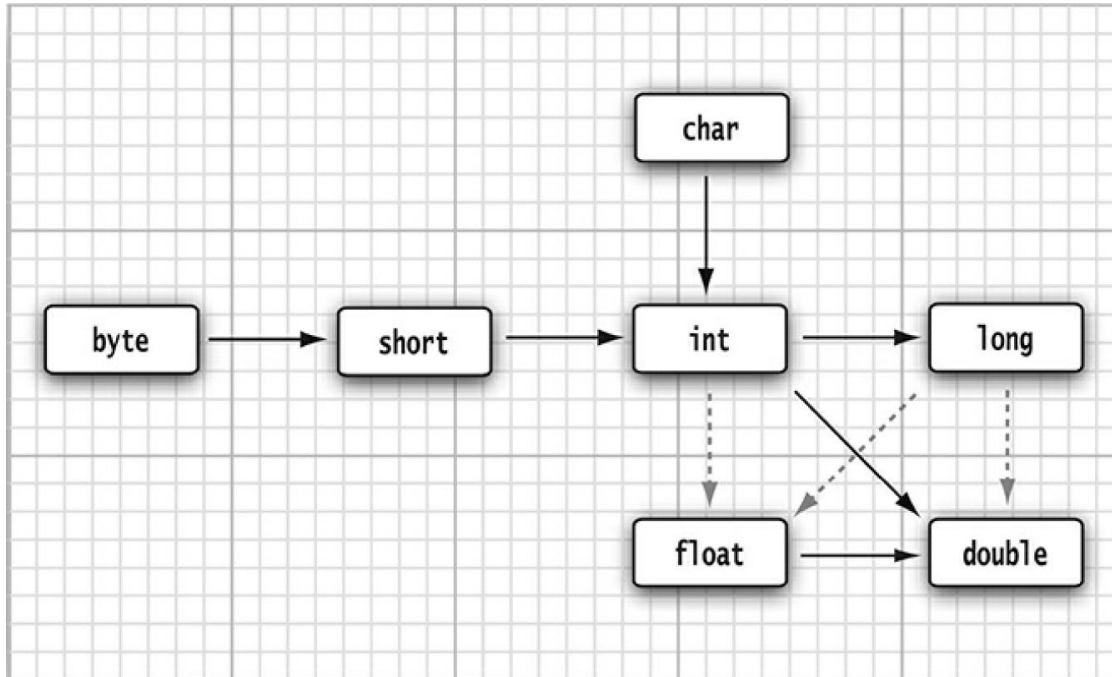 char
byte
short
int
long
float
double